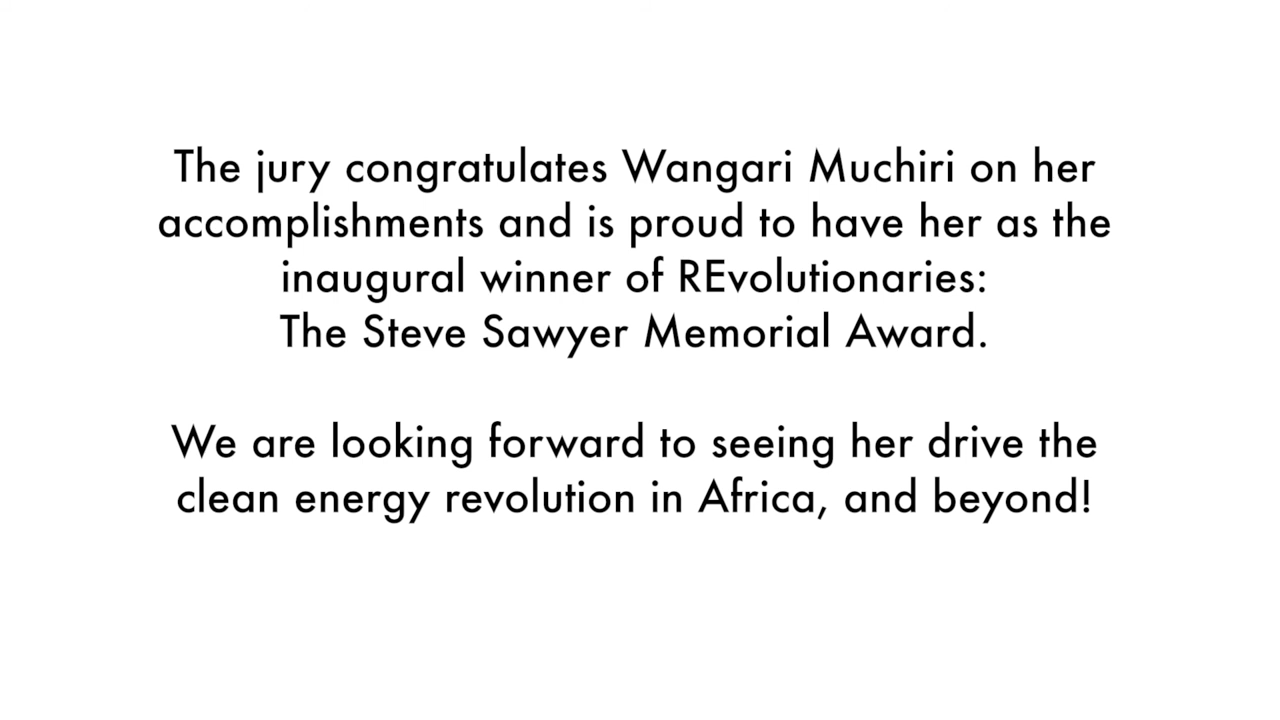 The jury congratulates Wangari Muchiri on her
accomplishments and is proud to have her as the
inaugural winner of REvolutionaries:
The Steve Sawyer Memorial Award.
We are looking forward to seeing her drive the
clean energy revolution in Africa, and beyond!